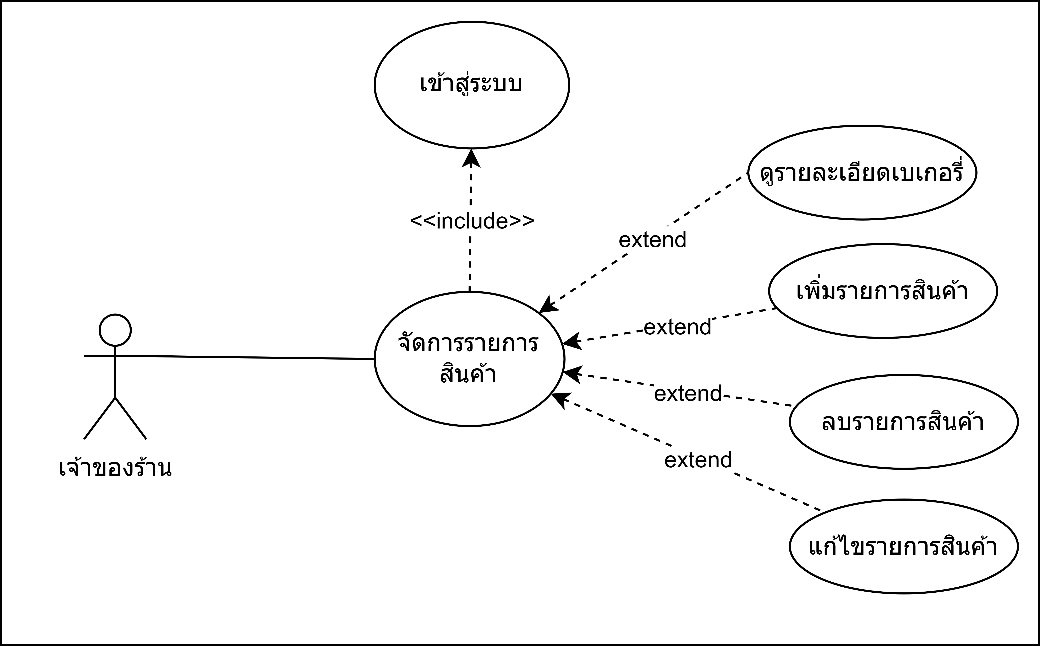 เข้าสู่ระบบ
ดูรายละเอียดเบเกอรี่
<<include>>
extend
เพิ่มรายการสินค้า
extend
จัดการรายการ
สินค้า
extend
ลบรายการสินค้า
extend
เจ้าของร้าน
แก้ไขรายการสินค้า